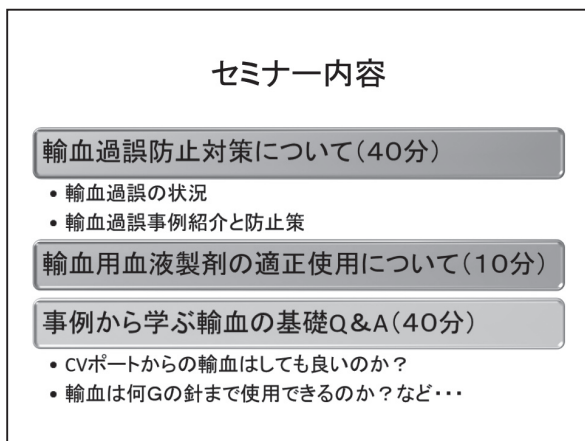 セミナー内容
輸血過誤防止対策について(40分)
• 輸血過誤の状況
• 輸血過誤事例紹介と防止策
輸血用血液製剤の適正使用について(10分)
事例から学ぶ輸血の基礎Q&A(40分)
• CVポートからの輸血はしても良いのか？
• 輸血は何Gの針まで使用できるのか？など・・・